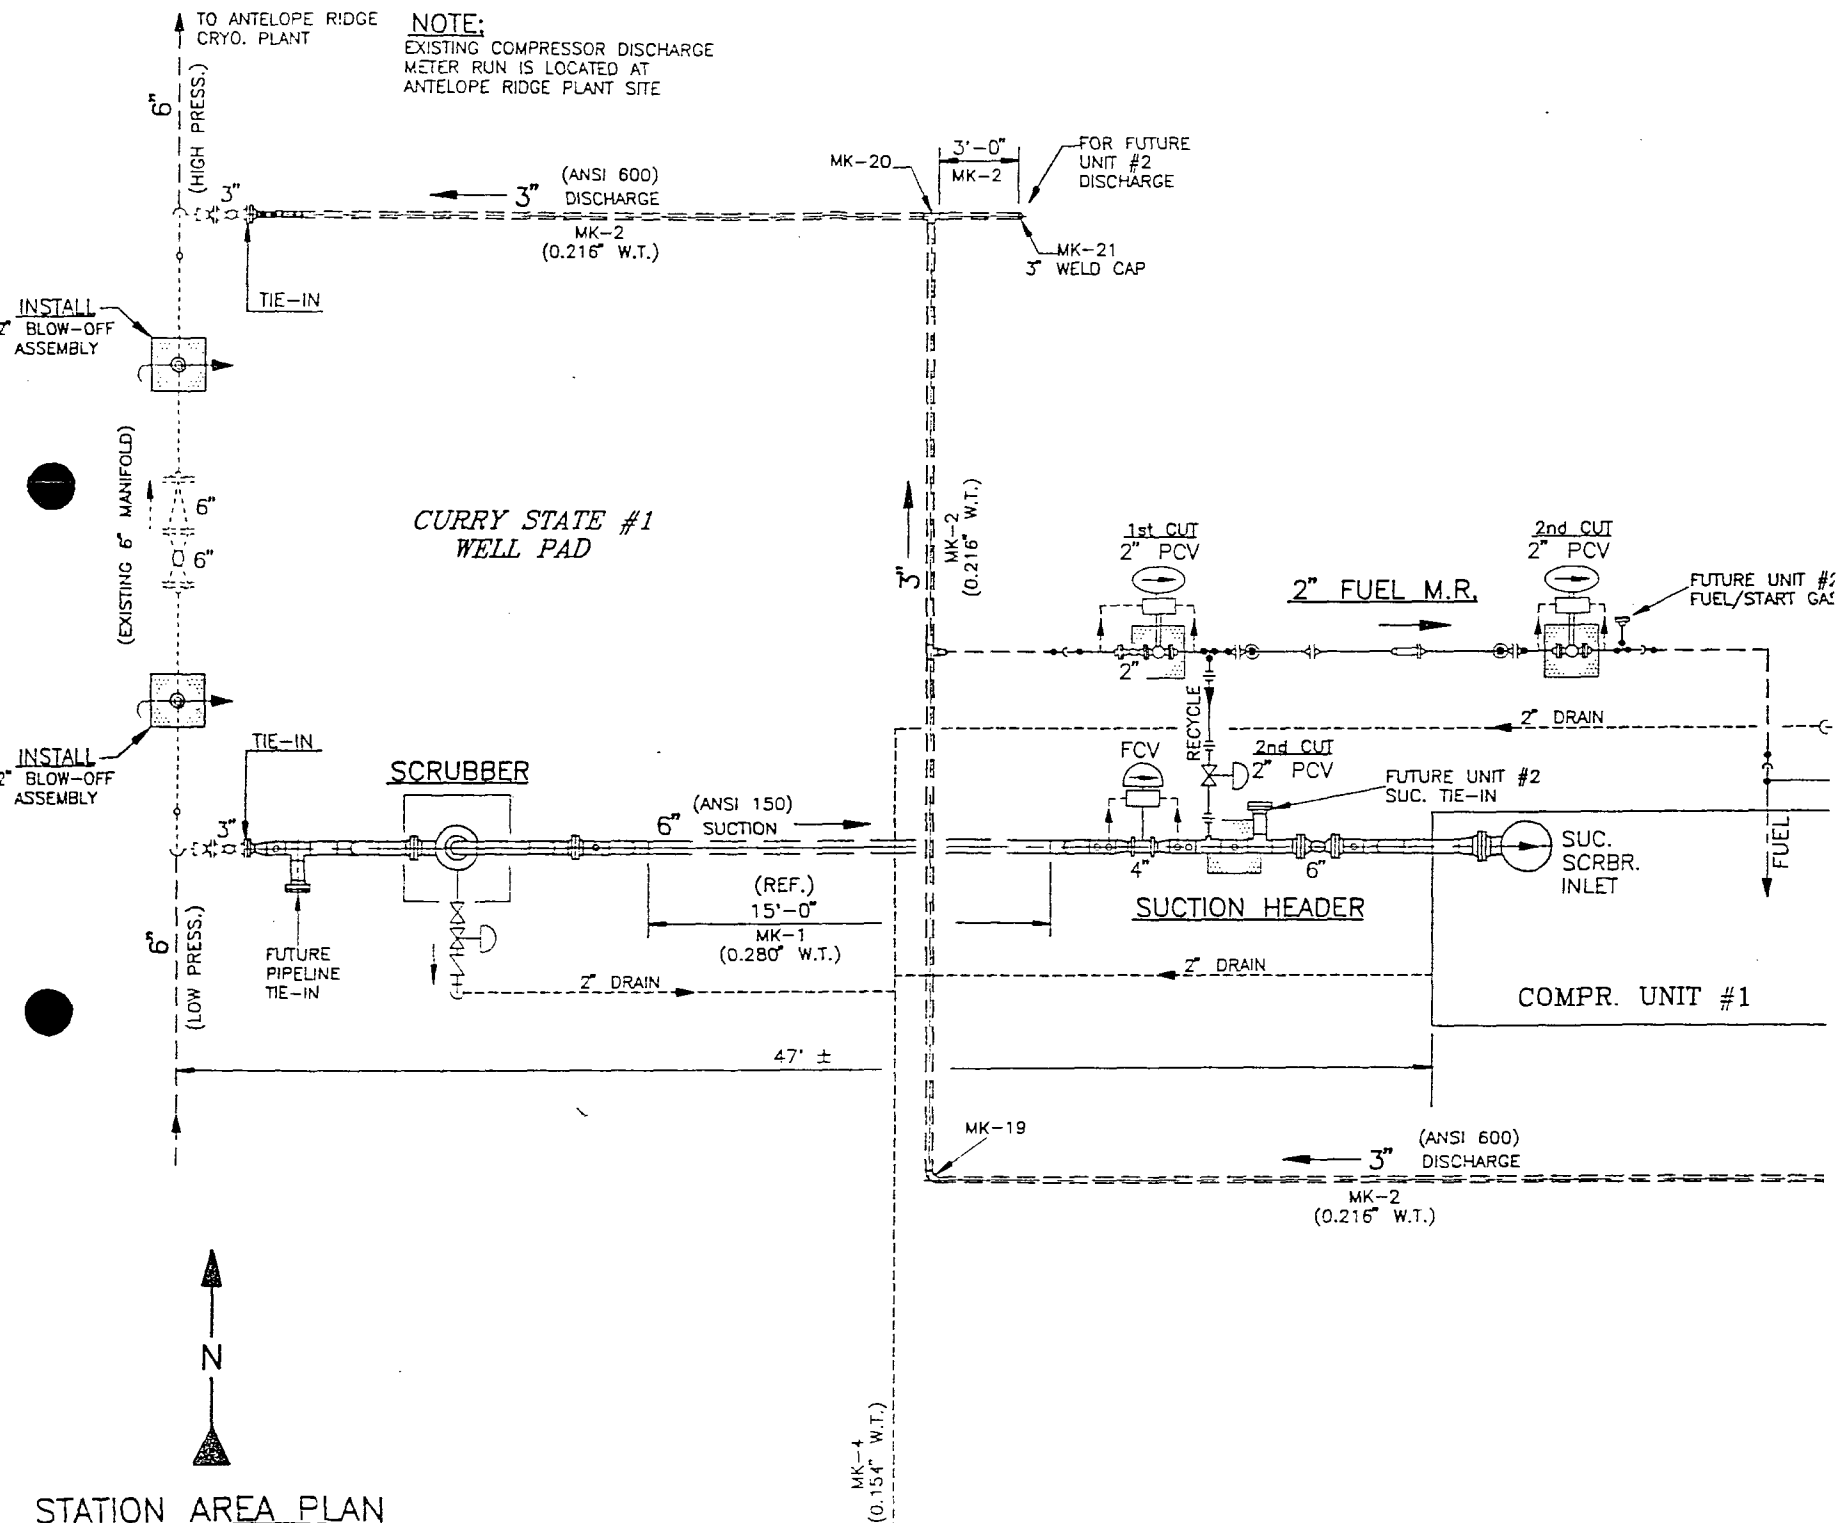 TO ANTELOPE RIDGE
CRYO. PLANT
NOTE:
EXISTING COMPRESSOR DISCHARGE
METER RUN IS LOCATED AT
ANTELOPE RIDGE PLANT SITE
6"
(HIGH PRESS.)
3"
3"
(ANSI 600)
DISCHARGE
MK-2
(0.216" W.T.)
MK-20
3'-0"
MK-2
FOR FUTURE
UNIT #2
DISCHARGE
MK-21
3" WELD CAP
TIE-IN
INSTALL
2" BLOW-OFF
ASSEMBLY
(EXISTING 6" MANIFOLD)
6"
6"
CURRY STATE #1
WELL PAD
3"
MK-2
(0.216" W.T.)
1st CUT
2" PCV
2" FUEL M.R.
2nd CUT
2" PCV
FUTURE UNIT #2
FUEL/START GAS
2"
RECYCLE
2" DRAIN
INSTALL
2" BLOW-OFF
ASSEMBLY
TIE-IN
SCRUBBER
FCV
2nd CUT
2" PCV
FUTURE UNIT #2
SUC. TIE-IN
3"
6"
(ANSI 150)
SUCTION
4"
6"
SUC.
SCRBR.
INLET
FUEL
(REF.)
15'-0"
MK-1
(0.280" W.T.)
SUCTION HEADER
6"
(LOW PRESS.)
FUTURE
PIPELINE
TIE-IN
2" DRAIN
2" DRAIN
COMPR. UNIT #1
47' ±
MK-19
3"
(ANSI 600)
DISCHARGE
MK-2
(0.216" W.T.)
N
MK-4
(0.154" W.T.)
STATION AREA PLAN